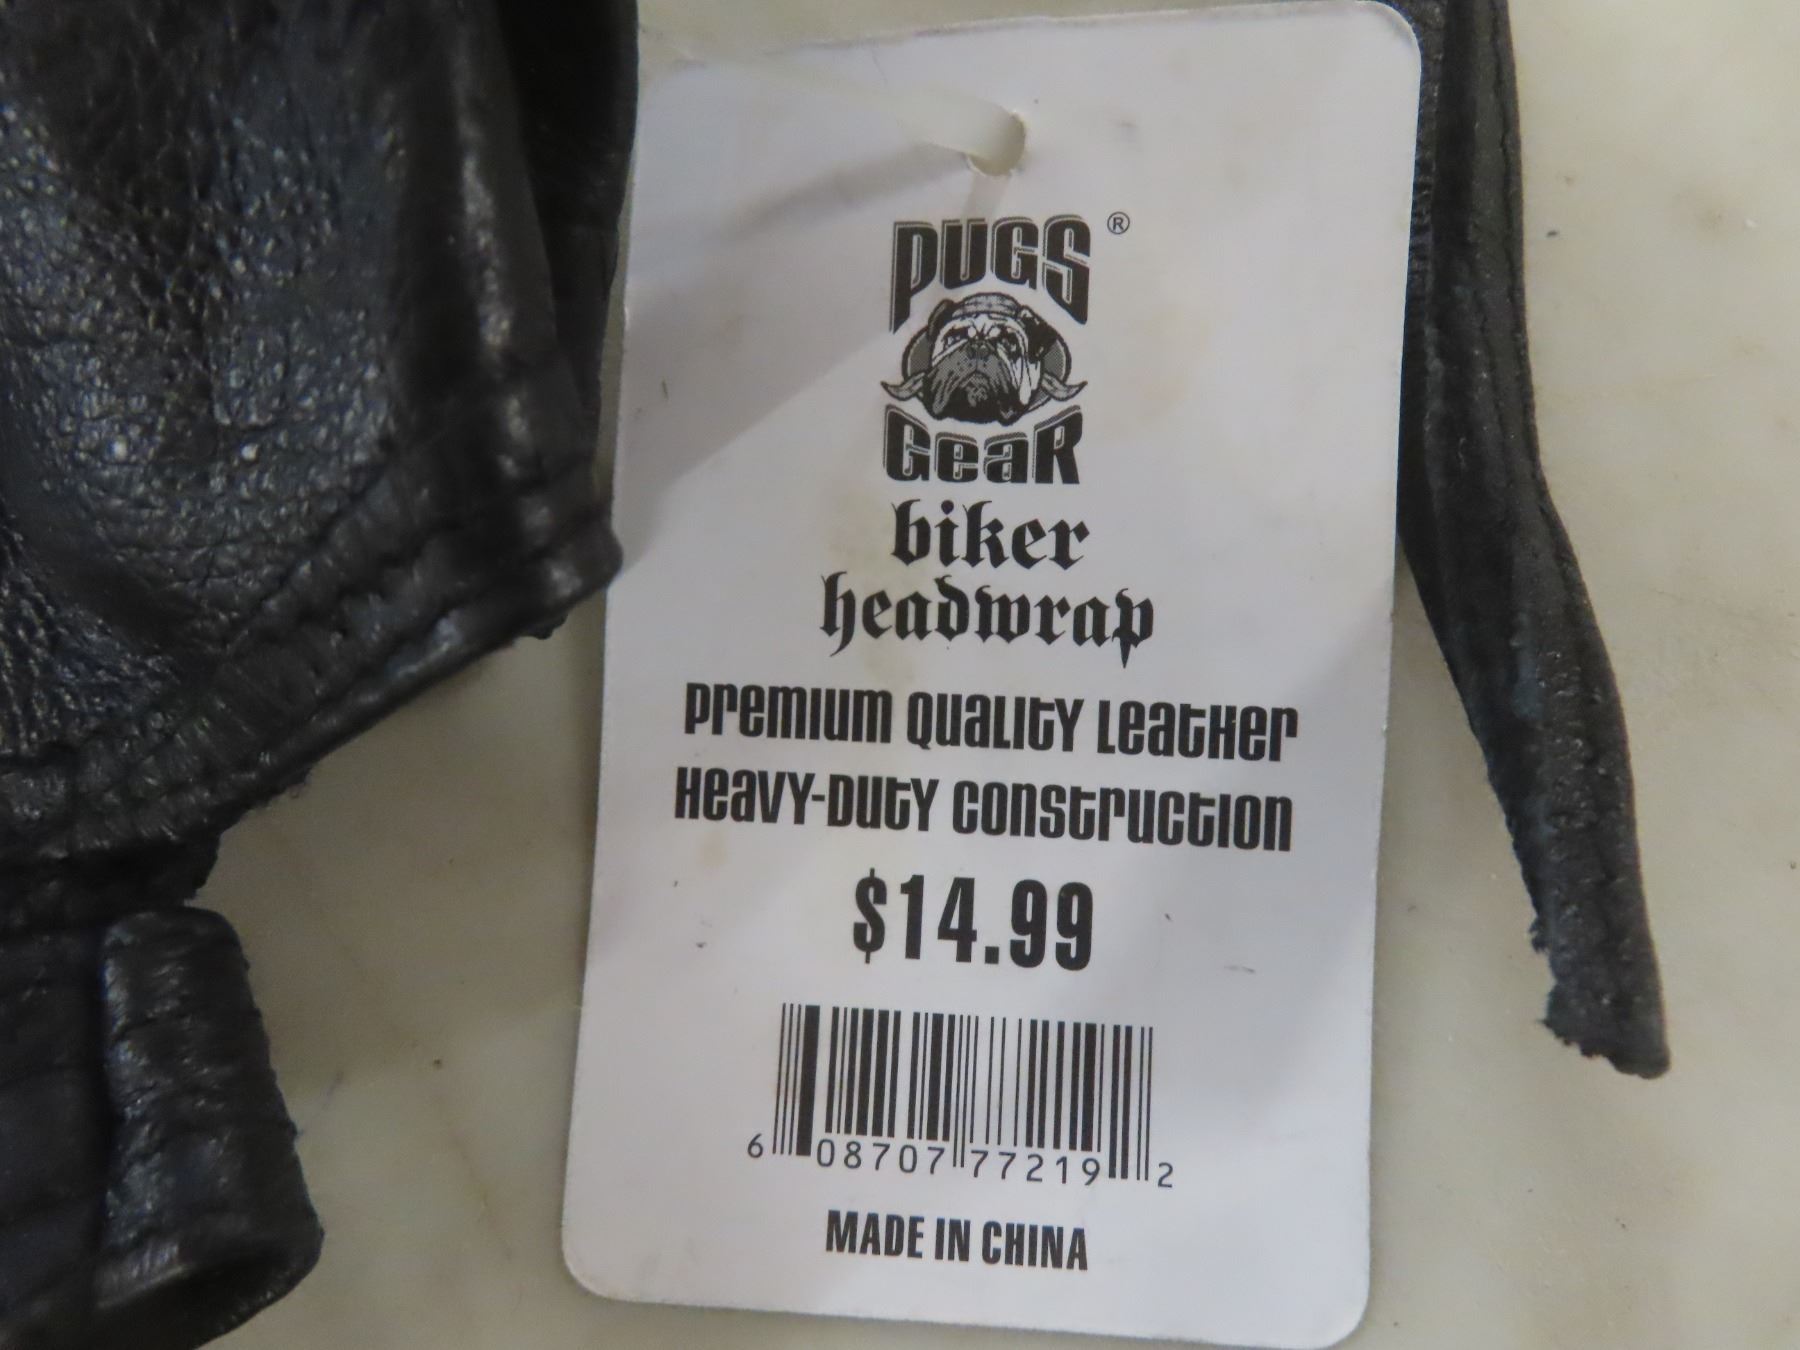 PUGS ®
GeaR
biker
headwrap
Premium Quality Leather
Heavy-Duty Construction
$14.99
6 08707 77219 2
MADE IN CHINA